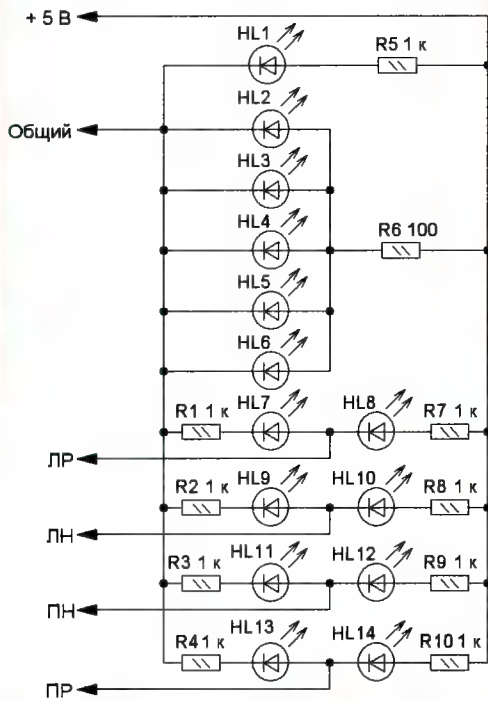 + 5 В
HL1
R5 1 к
HL2
Общий
HL3
HL4
R6 100
HL5
HL6
R1 1 к
HL7
HL8
R7 1 к
ЛР
R2 1 к
HL9
HL10
R8 1 к
ЛН
R3 1 к
HL11
HL12
R9 1 к
ПН
R41 к
HL13
HL14
R10 1 к
ПР